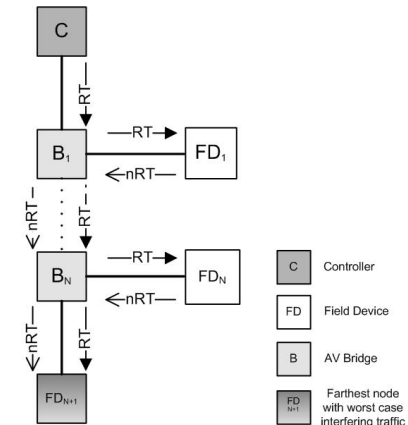 C
RT
B1
RT
FD1
nRT
nRT
RT
BN
RT
FDN
nRT
nRT
RT
FDN+1
C Controller
FD Field Device
B AV Bridge
FD N+1 Farthest node
with worst case
interfering traffic